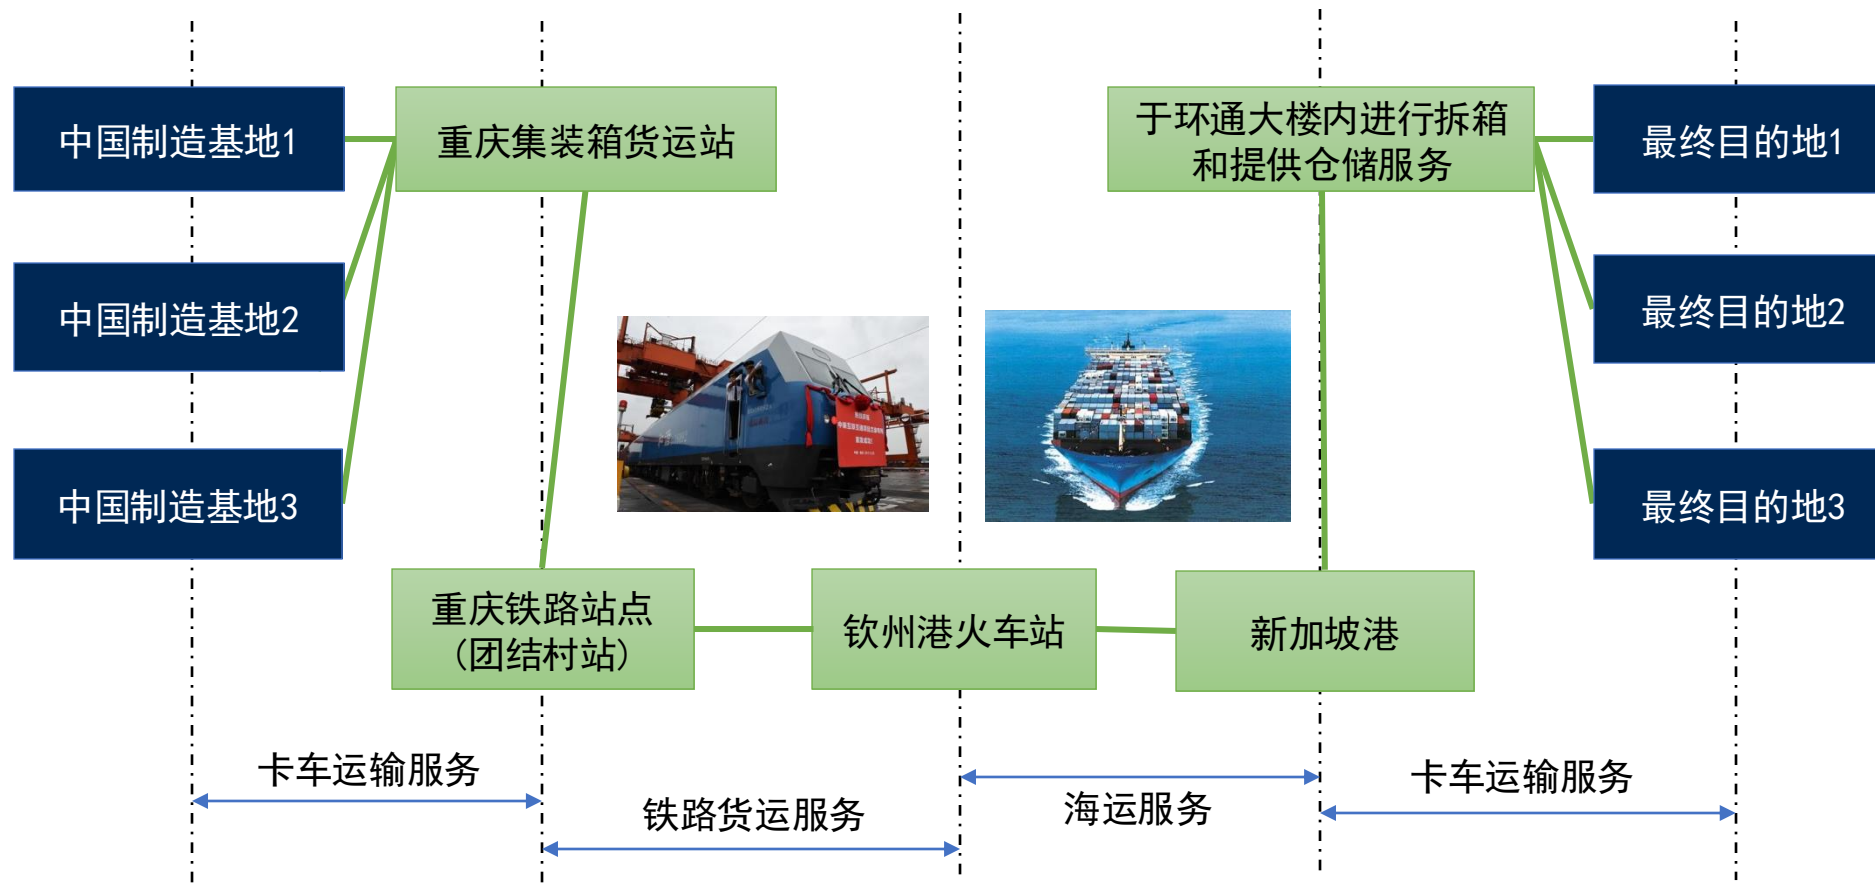 中国制造基地1
重庆集装箱货运站
于环通大楼内进行拆箱
和提供仓储服务
最终目的地1
中国制造基地2
最终目的地2
中国制造基地3
最终目的地3
重庆铁路站点
(团结村站)
钦州港火车站
新加坡港
卡车运输服务
铁路货运服务
海运服务
卡车运输服务